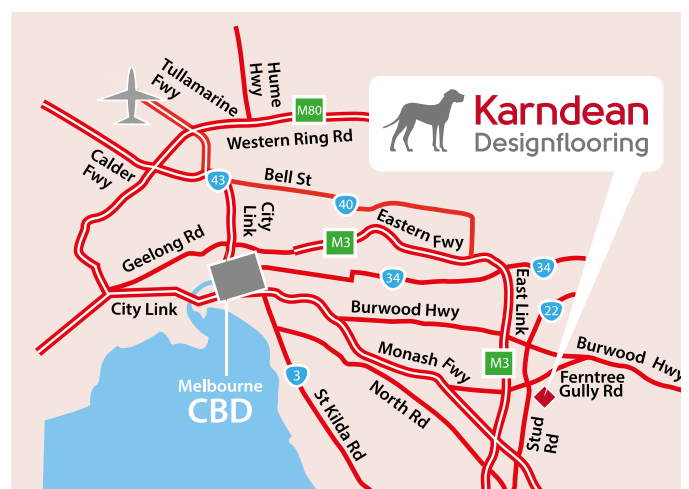 Tullamarine
Fwy
Hume
Hwy
M80
Western Ring Rd
Karndean
Designflooring
Calder
Fwy
43
Bell St
40
City
Link
Eastern Fwy
M3
Geelong Rd
34
34
East Link
22
City Link
Burwood Hwy
Burwood Hwy
Monash Fwy
M3
Ferntree
Gully Rd
3
Melbourne
CBD
St Kilda Rd
North Rd
Stud
Rd